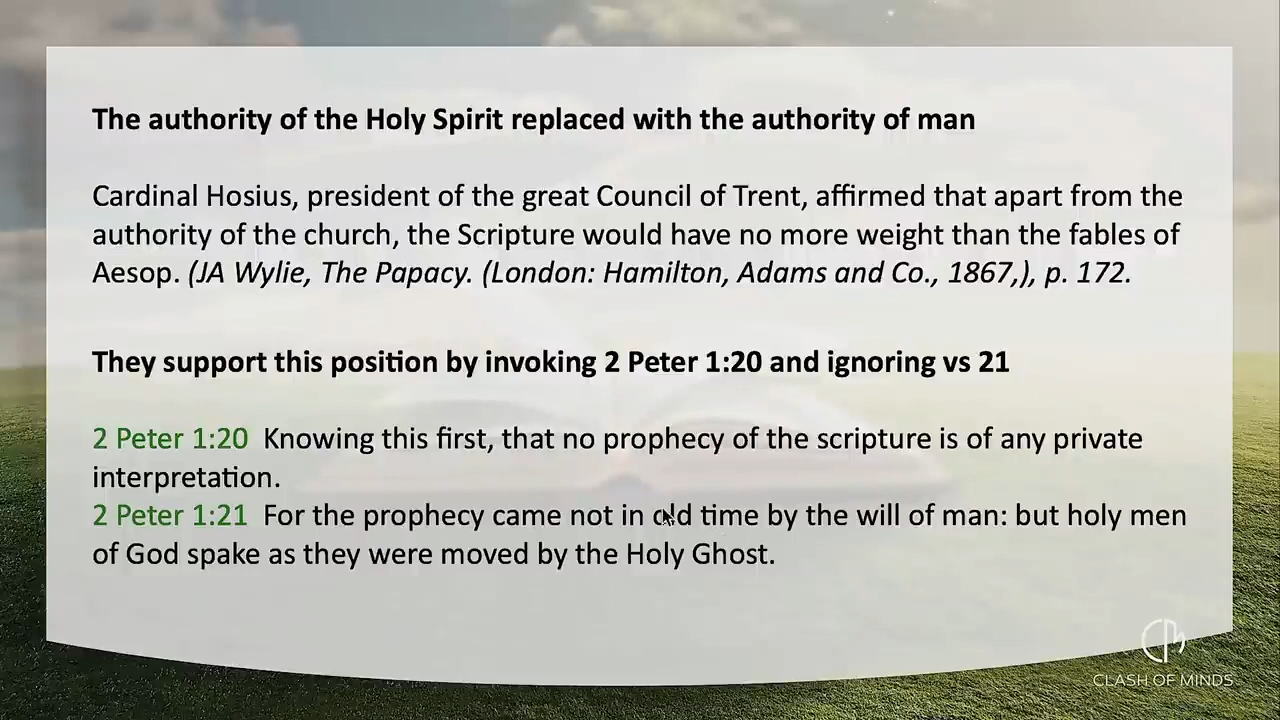 The authority of the Holy Spirit replaced with the authority of man
Cardinal Hosius, president of the great Council of Trent, affirmed that apart from the
authority of the church, the Scripture would have no more weight than the fables of
Aesop. (JA Wylie, The Papacy. (London: Hamilton, Adams and Co., 1867,), p. 172.
They support this position by invoking 2 Peter 1:20 and ignoring vs 21
2 Peter 1:20 Knowing this first, that no prophecy of the scripture is of any private
interpretation.
2 Peter 1:21 For the prophecy came not in old time by the will of man: but holy men
of God spake as they were moved by the Holy Ghost.
CLASH OF MINDS